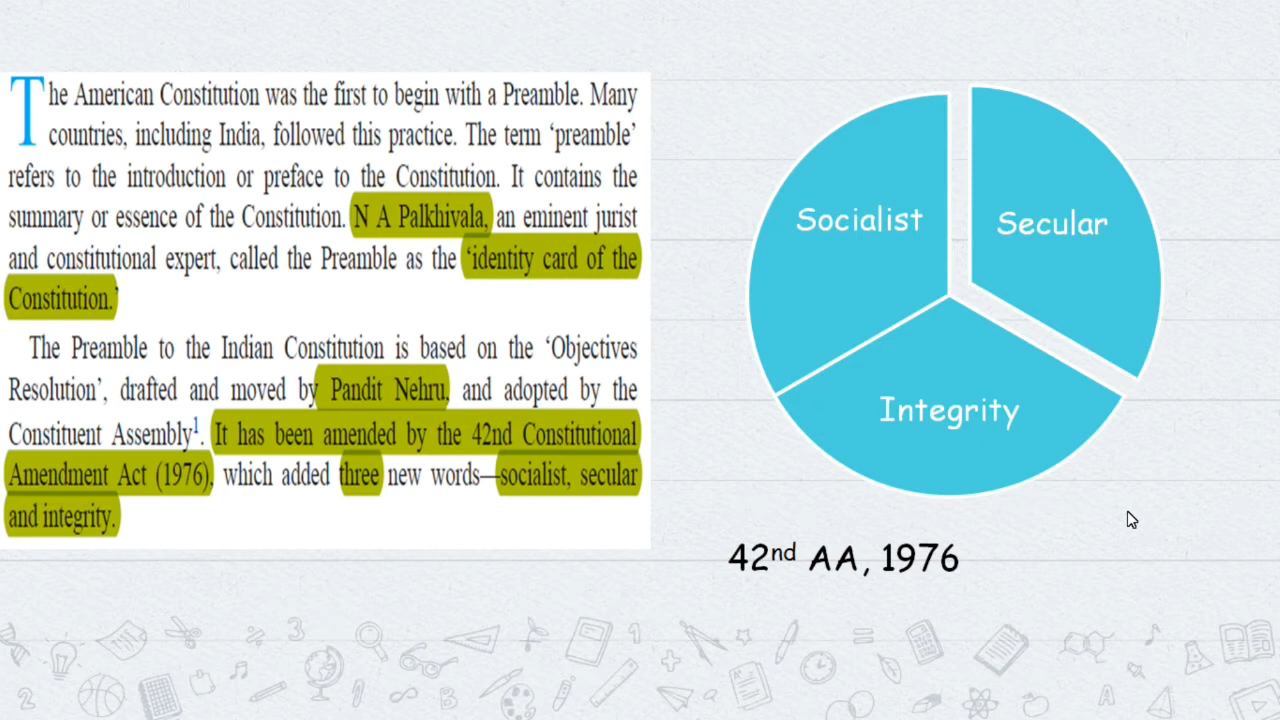 The American Constitution was the first to begin with a Preamble. Many
countries, including India, followed this practice. The term ‘preamble’
refers to the introduction or preface to the Constitution. It contains the
summary or essence of the Constitution. N A Palkhivala, an eminent jurist
and constitutional expert, called the Preamble as the ‘identity card of the
Constitution.’
The Preamble to the Indian Constitution is based on the ‘Objectives
Resolution’, drafted and moved by Pandit Nehru, and adopted by the
Constituent Assembly1. It has been amended by the 42nd Constitutional
Amendment Act (1976), which added three new words—socialist, secular
and integrity.
Socialist
Secular
Integrity
42nd AA, 1976